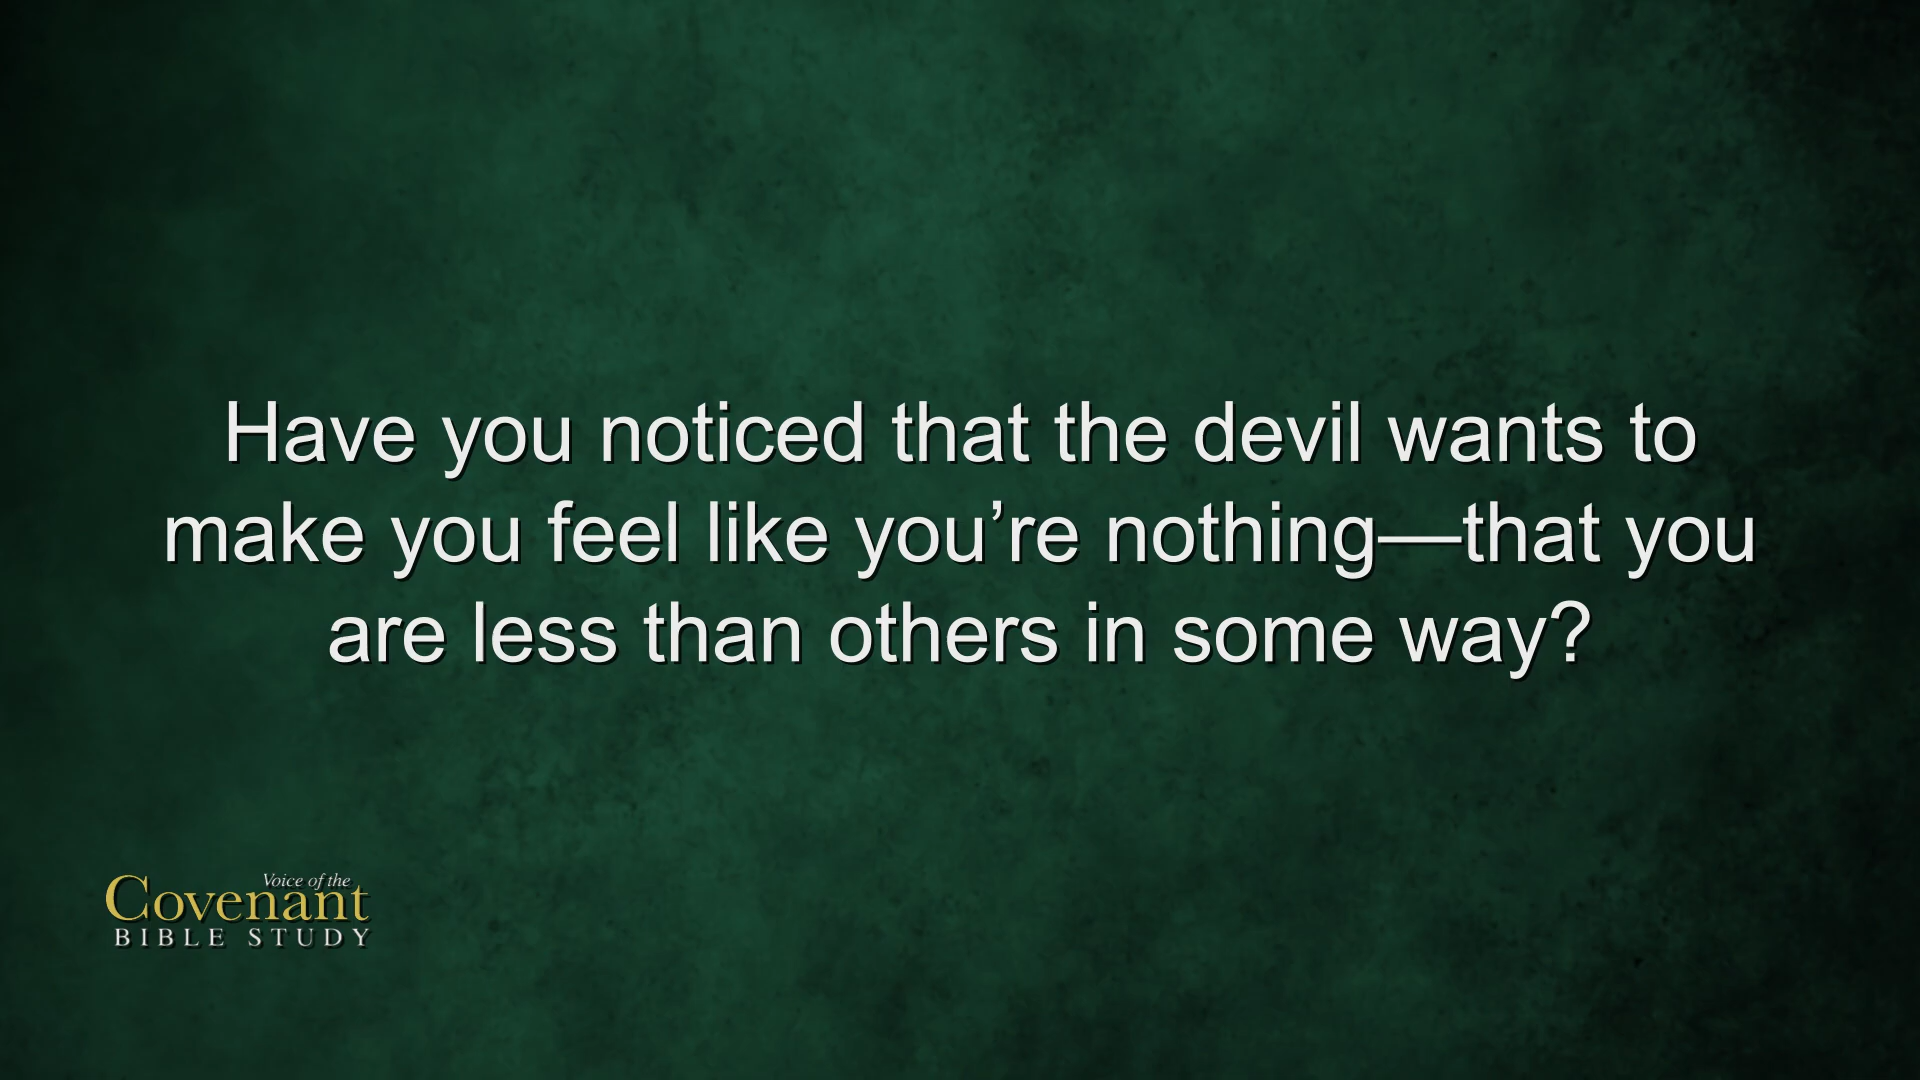 Have you noticed that the devil wants to
make you feel like you’re nothing—that you
are less than others in some way?
Voice of the
Covenant
BIBLE STUDY